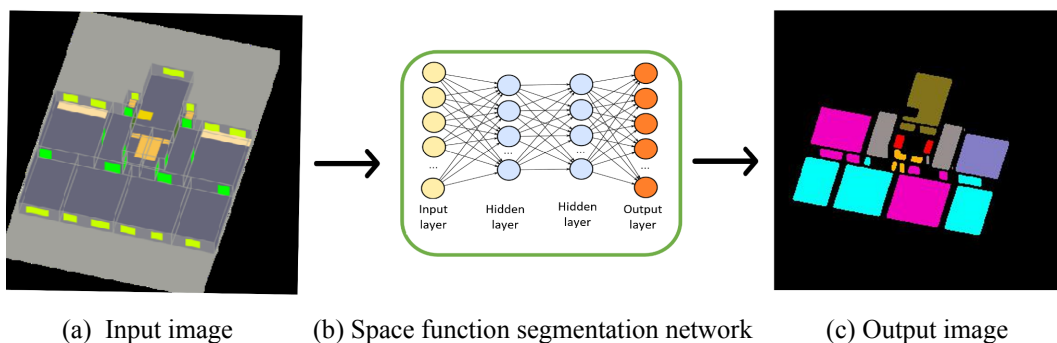 ...
...
...
...
Input
layer
Hidden
layer
Hidden
layer
Output
layer
(a) Input image
(b) Space function segmentation network
(c) Output image